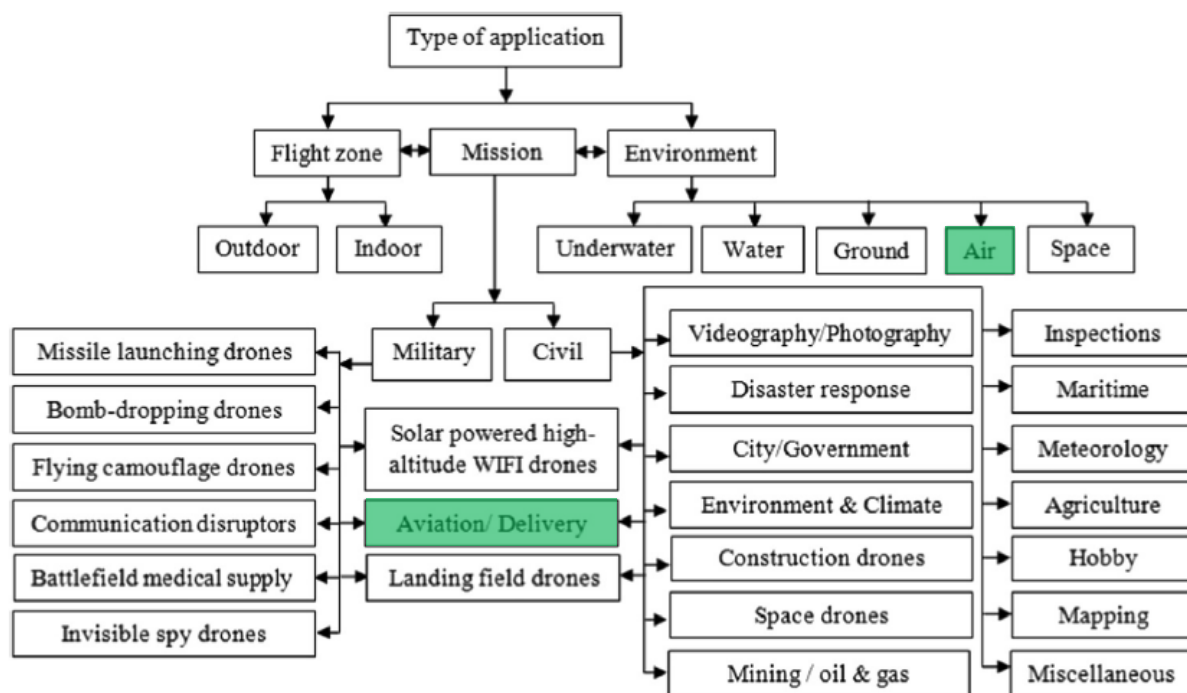 Type of application
Flight zone
Mission
Environment
Outdoor
Indoor
Underwater
Water
Ground
Air
Space
Military
Civil
Missile launching drones
Bomb-dropping drones
Flying camouflage drones
Communication disruptors
Battlefield medical supply
Invisible spy drones
Solar powered high-
altitude WIFI drones
Aviation/ Delivery
Landing field drones
Videography/Photography
Disaster response
City/Government
Environment & Climate
Construction drones
Space drones
Mining / oil & gas
Inspections
Maritime
Meteorology
Agriculture
Hobby
Mapping
Miscellaneous